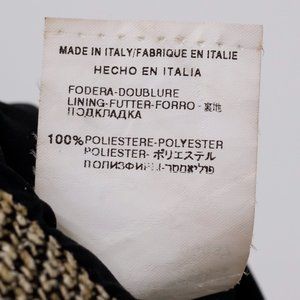 MADE IN ITALY/FABRIQUE EN ITALIE
HECHO EN ITALIA
FODERA-DOUBLURE
LINING-FUTTER-FORRO-裏地
ПОДКЛАДКА
100% POLIESTERE-POLYESTER
POLIESTER-ポリエステル